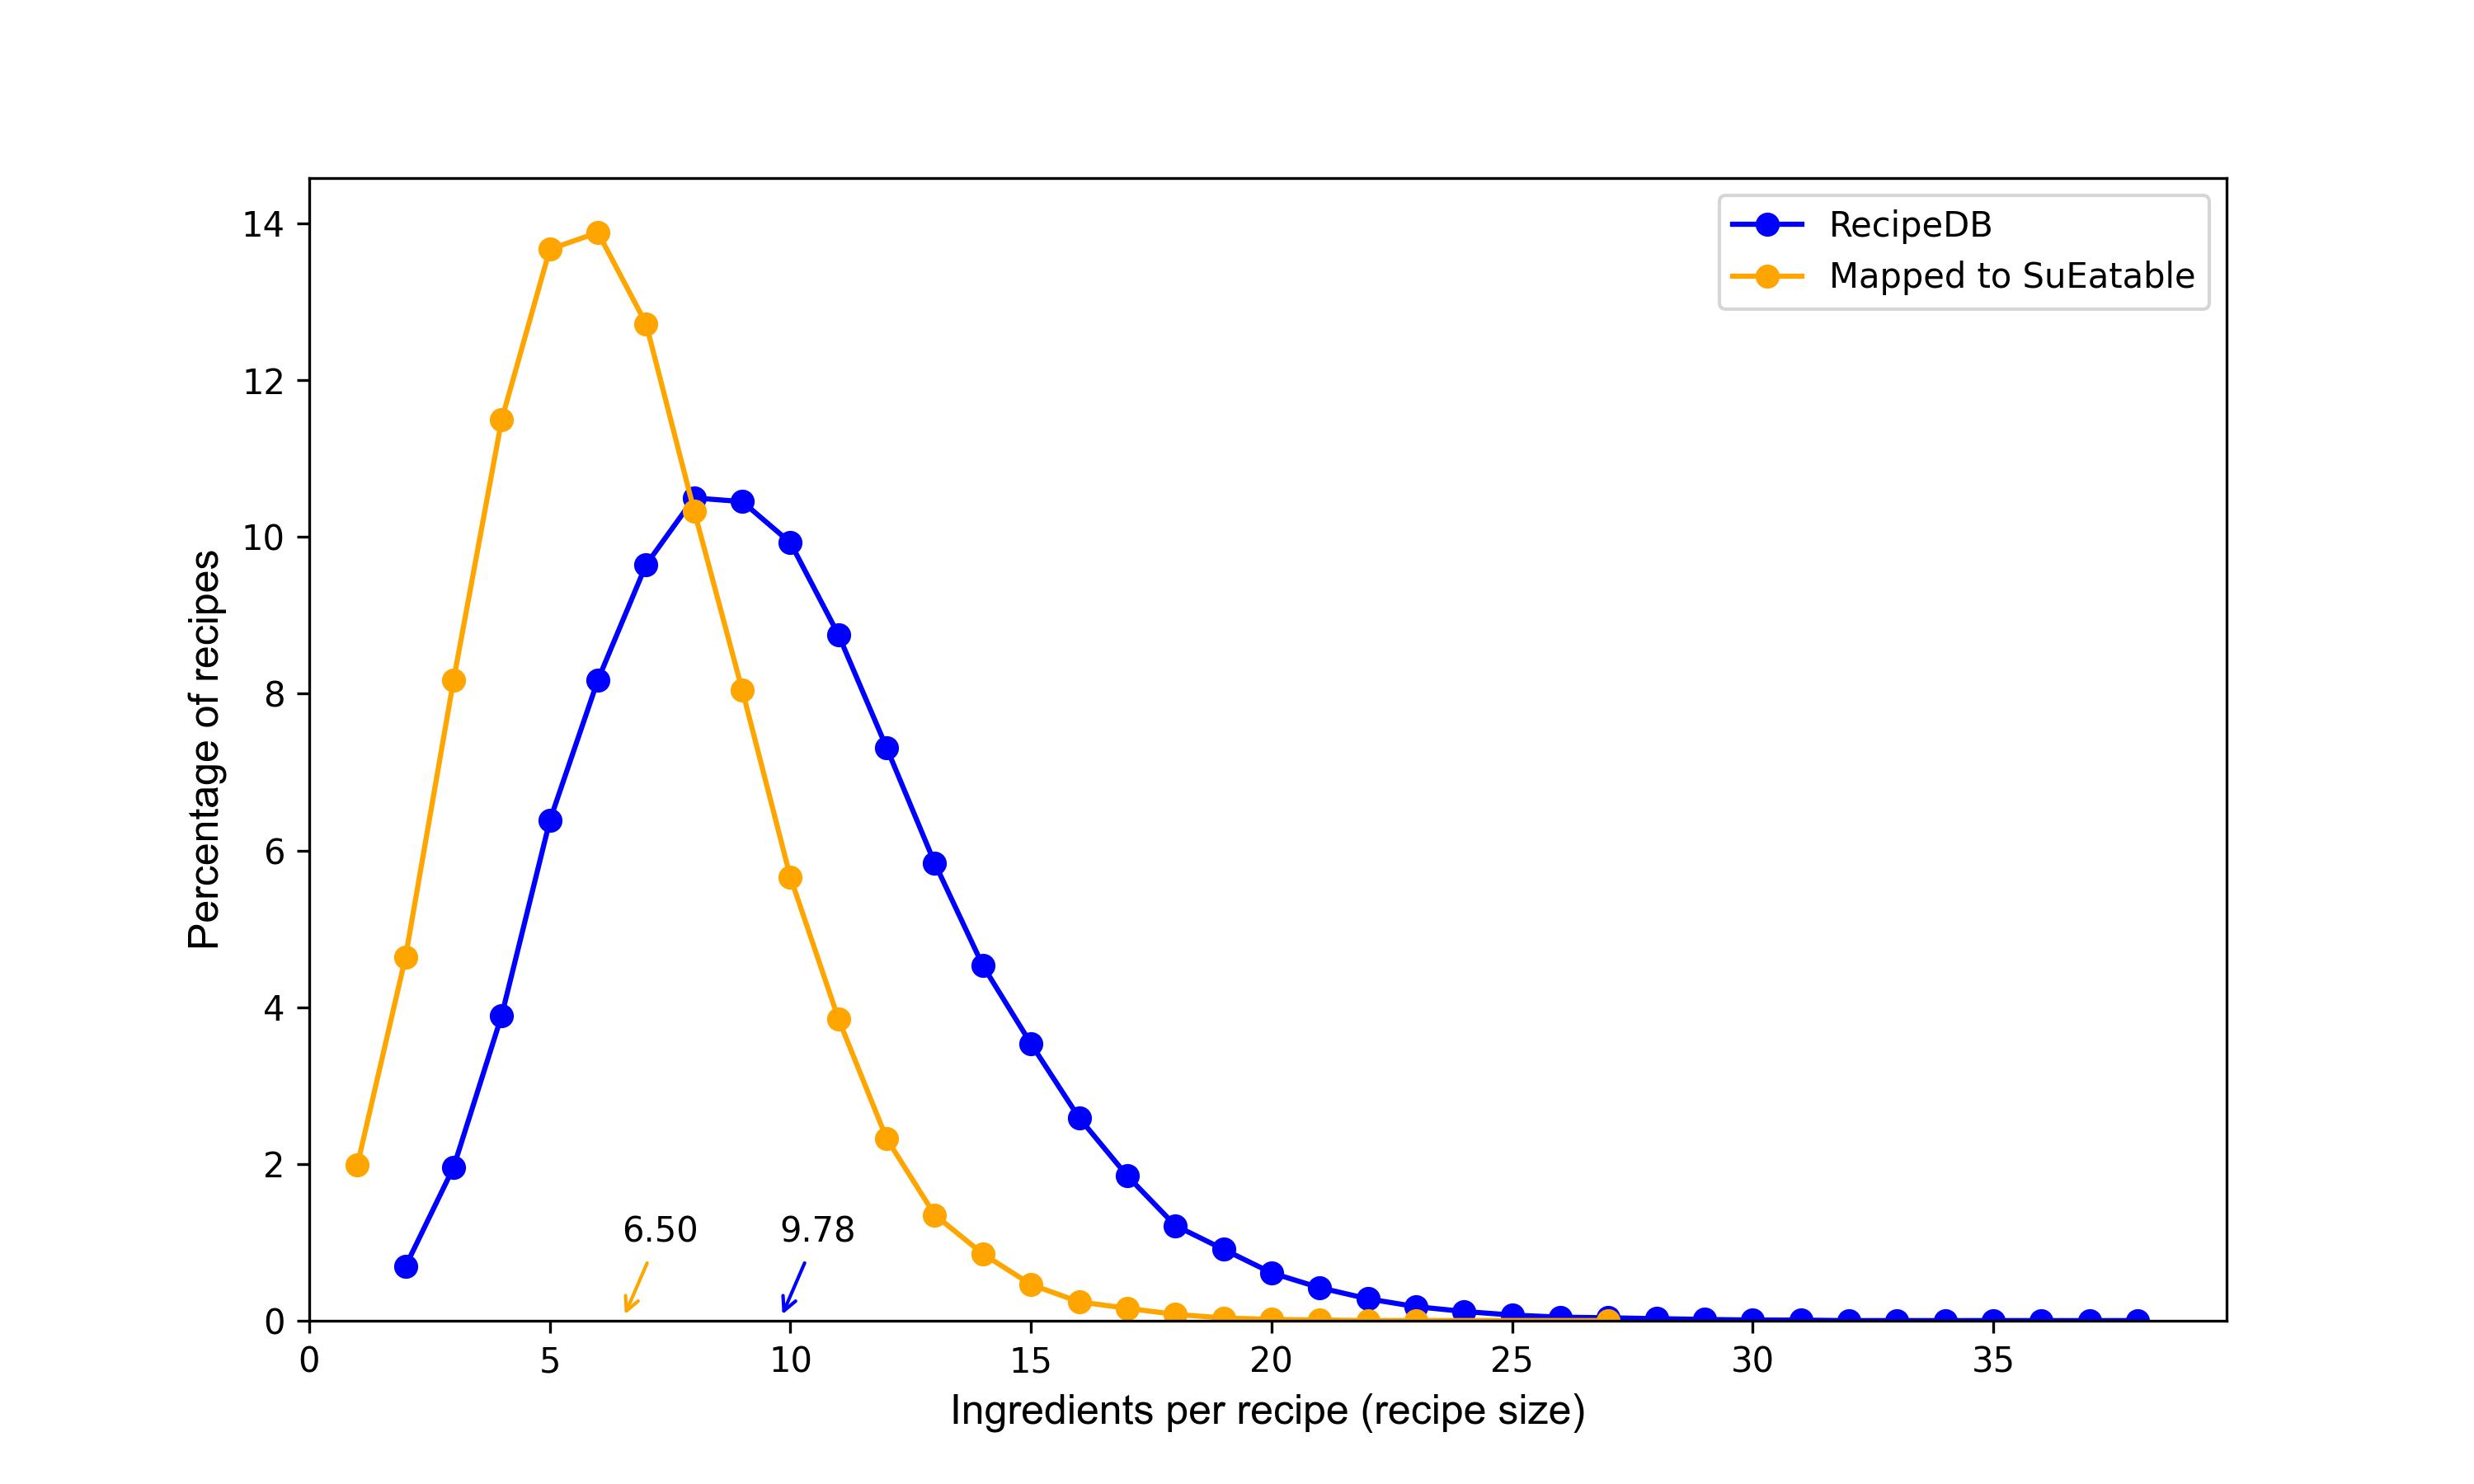 RecipeDB
Mapped to SuEatable
Percentage of recipes
14
12
10
8
6
4
2
0
6.50 9.78
0 5 10 15 20 25 30 35
Ingredients per recipe (recipe size)